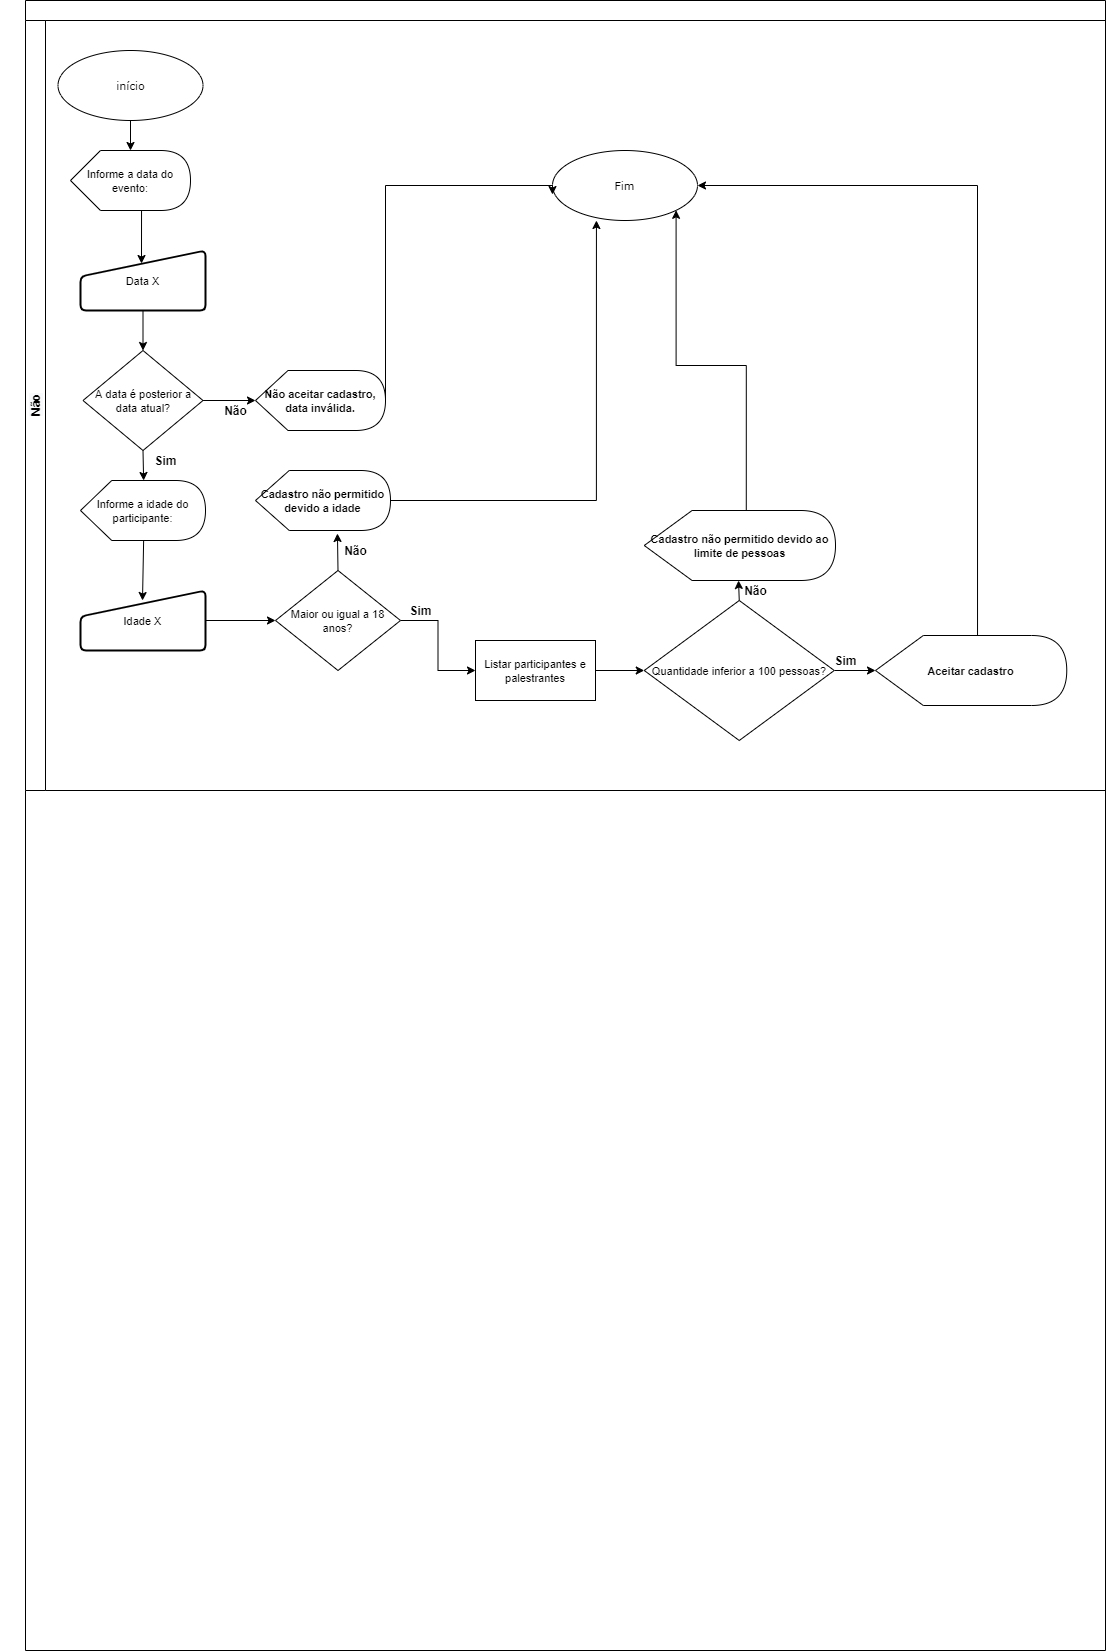 início
Informe a data do
evento:
Data X
A data é posterior a
data atual?
Não
Não aceitar cadastro,
data inválida.
Fim
Sim
Informe a idade do
participante:
Idade X
Maior ou igual a 18
anos?
Não
Cadastro não permitido
devido a idade
Sim
Listar participantes e
palestrantes
Quantidade inferior a 100 pessoas?
Não
Cadastro não permitido devido ao
limite de pessoas
Sim
Aceitar cadastro
Não